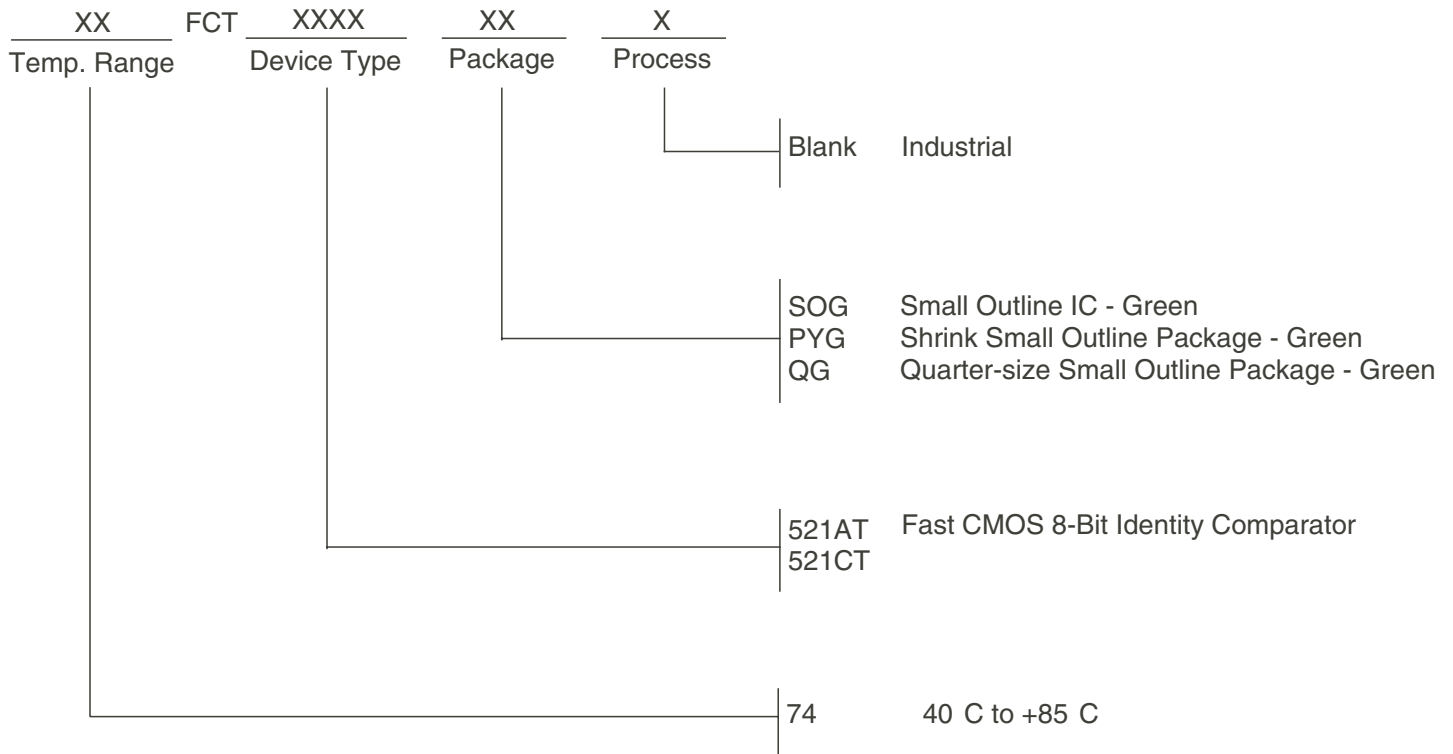 XX FCT XXXX XX X
Temp. Range Device Type Package Process
Blank Industrial
SOG Small Outline IC - Green
PYG Shrink Small Outline Package - Green
QG Quarter-size Small Outline Package - Green
521AT Fast CMOS 8-Bit Identity Comparator
521CT
74 40 C to +85 C